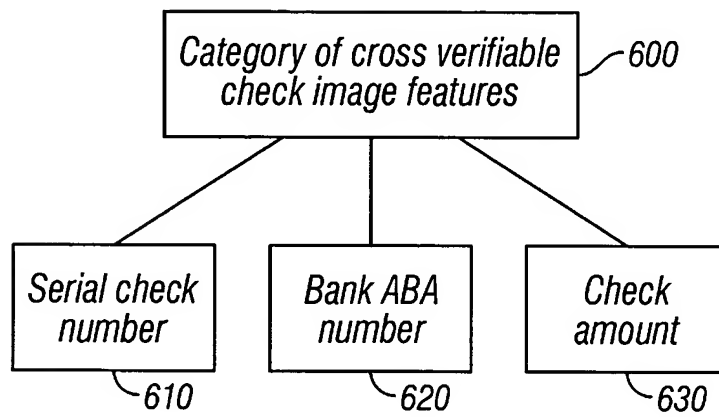 Category of cross verifiable
check image features
600
Serial check
number
610
Bank ABA
number
620
Check
amount
630